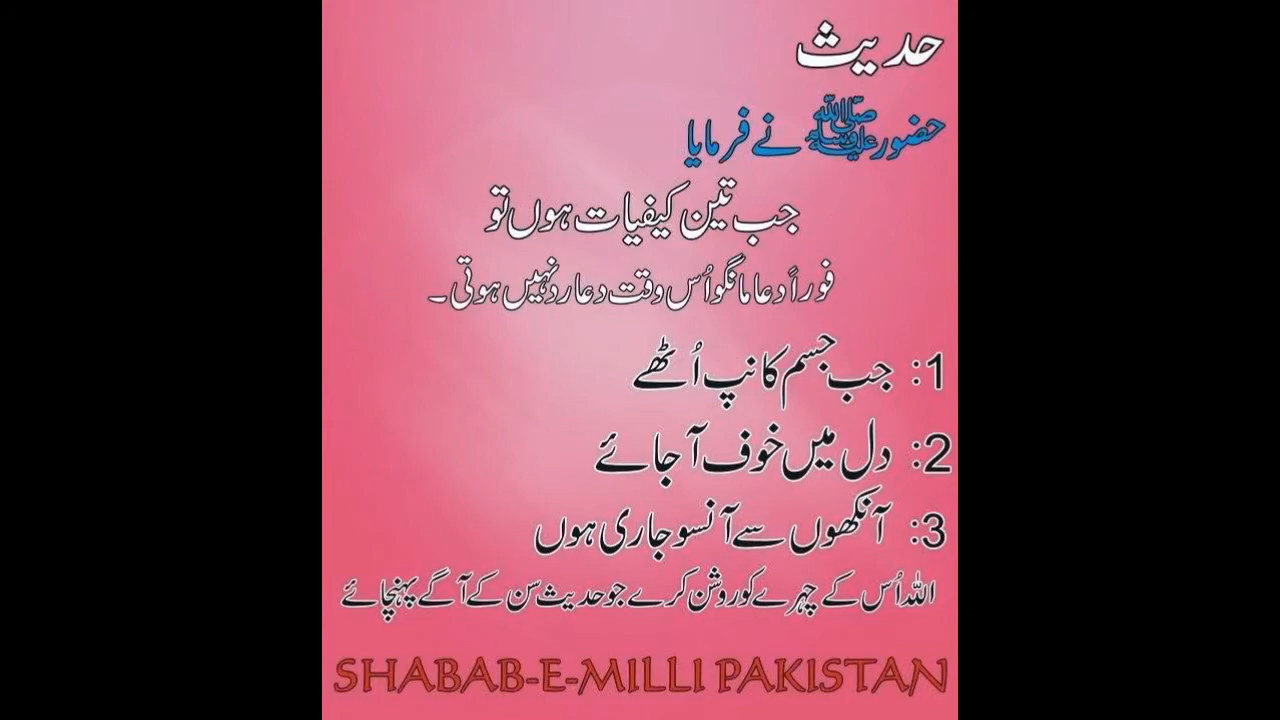 حدیث
حضور ﷺ نے فرمایا
جب تین کیفیات ہوں تو
فوراً دعا مانگو اُس وقت دعا رد نہیں ہوتی۔
1: جب جسم کانپ اُٹھے
2: دل میں خوف آ جائے
3: آنکھوں سے آنسو جاری ہوں
اللہ اُس کے چہرے کو روشن کرے جو حدیث سن کے آگے پہنچائے
SHABAB-E-MILLI PAKISTAN